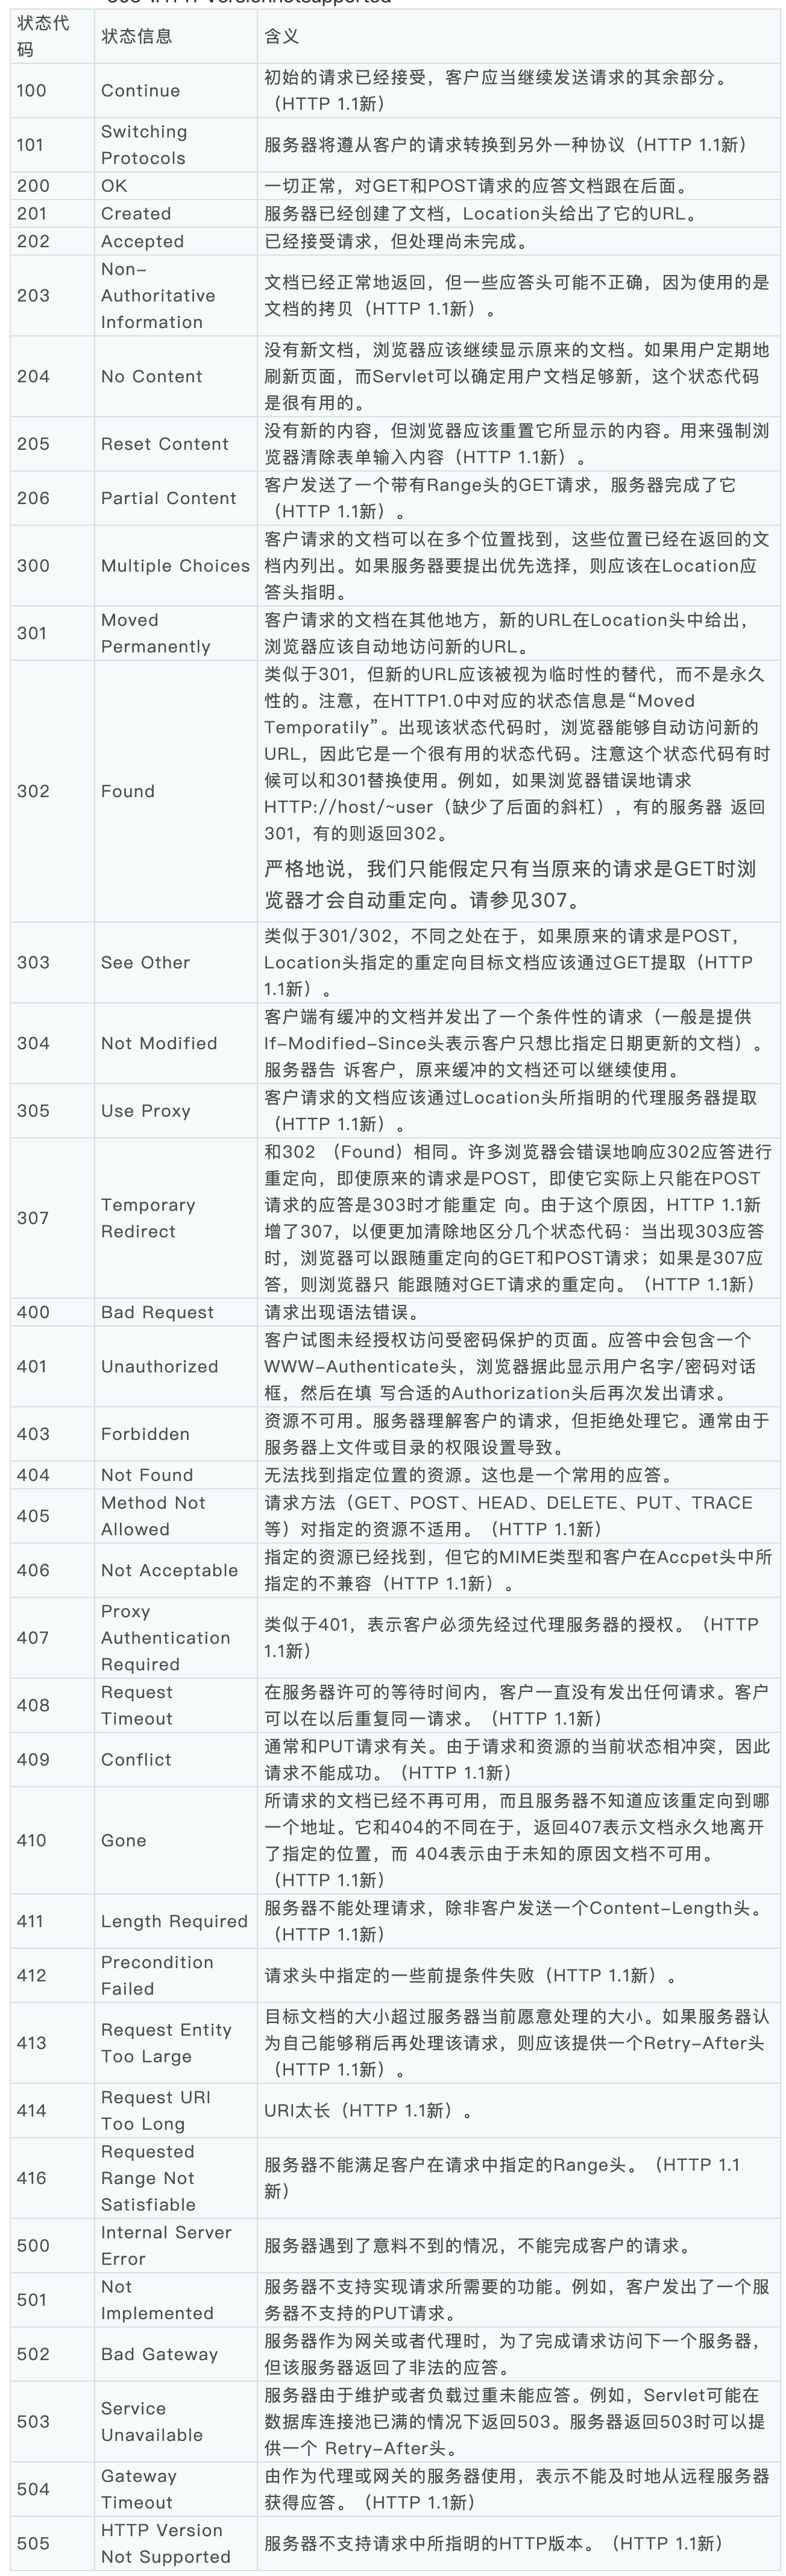 状态代
码
状态信息
含义
100
Continue
初始的请求已经接受，客户应当继续发送请求的其余部分。
（HTTP 1.1新）
101
Switching
Protocols
服务器将遵从客户的请求转换到另外一种协议（HTTP 1.1新）
200
OK
一切正常，对GET和POST请求的应答文档跟在后面。
201
Created
服务器已经创建了文档，Location头给出了它的URL。
202
Accepted
已经接受请求，但处理尚未完成。
203
Non-
Authoritative
Information
文档已经正常地返回，但一些应答头可能不正确，因为使用的是
文档的拷贝（HTTP 1.1新）。
204
No Content
没有新文档，浏览器应该继续显示原来的文档。如果用户定期地
刷新页面，而Servlet可以确定用户文档足够新，这个状态代码
是很有用的。
205
Reset Content
没有新的内容，但浏览器应该重置它所显示的内容。用来强制浏
览器清除表单输入内容（HTTP 1.1新）。
206
Partial Content
客户发送了一个带有Range头的GET请求，服务器完成了它
（HTTP 1.1新）。
300
Multiple Choices
客户请求的文档可以在多个位置找到，这些位置已经在返回的文
档内列出。如果服务器要提出优先选择，则应该在Location应
答头指明。
301
Moved
Permanently
客户请求的文档在其他地方，新的URL在Location头中给出，
浏览器应该自动地访问新的URL。
302
Found
类似于301，但新的URL应该被视为临时性的替代，而不是永久
性的。注意，在HTTP1.0中对应的状态信息是“Moved
Temporatily”。出现该状态代码时，浏览器能够自动访问新的
URL，因此它是一个很有用的状态代码。注意这个状态代码有时
候可以和301替换使用。例如，如果浏览器错误地请求
HTTP://host/~user（缺少了后面的斜杠），有的服务器 返回
301，有的则返回302。
严格地说，我们只能假定只有当原来的请求是GET时浏
览器才会自动重定向。请参见307。
303
See Other
类似于301/302，不同之处在于，如果原来的请求是POST，
Location头指定的重定向目标文档应该通过GET提取（HTTP
1.1新）。
304
Not Modified
客户端有缓冲的文档并发出了一个条件性的请求（一般是提供
If-Modified-Since头表示客户只想比指定日期更新的文档）。
服务器告 诉客户，原来缓冲的文档还可以继续使用。
305
Use Proxy
客户请求的文档应该通过Location头所指明的代理服务器提取
（HTTP 1.1新）。
307
Temporary
Redirect
和302 （Found）相同。许多浏览器会错误地响应302应答进行
重定向，即使原来的请求是POST，即使它实际上只能在POST
请求的应答是303时才能重定 向。由于这个原因，HTTP 1.1新
增了307，以便更加清除地区分几个状态代码：当出现303应答
时，浏览器可以跟随重定向的GET和POST请求；如果是307应
答，则浏览器只 能跟随对GET请求的重定向。（HTTP 1.1新）
400
Bad Request
请求出现语法错误。
401
Unauthorized
客户试图未经授权访问受密码保护的页面。应答中会包含一个
WWW-Authenticate头，浏览器据此显示用户名字/密码对话
框，然后在填 写合适的Authorization头后再次发出请求。
403
Forbidden
资源不可用。服务器理解客户的请求，但拒绝处理它。通常由于
服务器上文件或目录的权限设置导致。
404
Not Found
无法找到指定位置的资源。这也是一个常用的应答。
405
Method Not
Allowed
请求方法（GET、POST、HEAD、DELETE、PUT、TRACE
等）对指定的资源不适用。（HTTP 1.1新）
406
Not Acceptable
指定的资源已经找到，但它的MIME类型和客户在Accpet头中所
指定的不兼容（HTTP 1.1新）。
407
Proxy
Authentication
Required
类似于401，表示客户必须先经过代理服务器的授权。（HTTP
1.1新）
408
Request
Timeout
在服务器许可的等待时间内，客户一直没有发出任何请求。客户
可以在以后重复同一请求。（HTTP 1.1新）
409
Conflict
通常和PUT请求有关。由于请求和资源的当前状态相冲突，因此
请求不能成功。（HTTP 1.1新）
410
Gone
所请求的文档已经不再可用，而且服务器不知道应该重定向到哪
一个地址。它和404的不同在于，返回407表示文档永久地离开
了指定的位置，而 404表示由于未知的原因文档不可用。
（HTTP 1.1新）
411
Length Required
服务器不能处理请求，除非客户发送一个Content-Length头。
（HTTP 1.1新）
412
Precondition
Failed
请求头中指定的一些前提条件失败（HTTP 1.1新）。
413
Request Entity
Too Large
目标文档的大小超过服务器当前愿意处理的大小。如果服务器认
为自己能够稍后再处理该请求，则应该提供一个Retry-After头
（HTTP 1.1新）。
414
Request URI
Too Long
URI太长（HTTP 1.1新）。
416
Requested
Range Not
Satisfiable
服务器不能满足客户在请求中指定的Range头。（HTTP 1.1
新）
500
Internal Server
Error
服务器遇到了意料不到的情况，不能完成客户的请求。
501
Not
Implemented
服务器不支持实现请求所需要的功能。例如，客户发出了一个服
务器不支持的PUT请求。
502
Bad Gateway
服务器作为网关或者代理时，为了完成请求访问下一个服务器，
但该服务器返回了非法的应答。
503
Service
Unavailable
服务器由于维护或者负载过重未能应答。例如，Servlet可能在
数据库连接池已满的情况下返回503。服务器返回503时可以提
供一个 Retry-After头。
504
Gateway
Timeout
由作为代理或网关的服务器使用，表示不能及时地从远程服务器
获得应答。（HTTP 1.1新）
505
HTTP Version
Not Supported
服务器不支持请求中所指明的HTTP版本。（HTTP 1.1新）